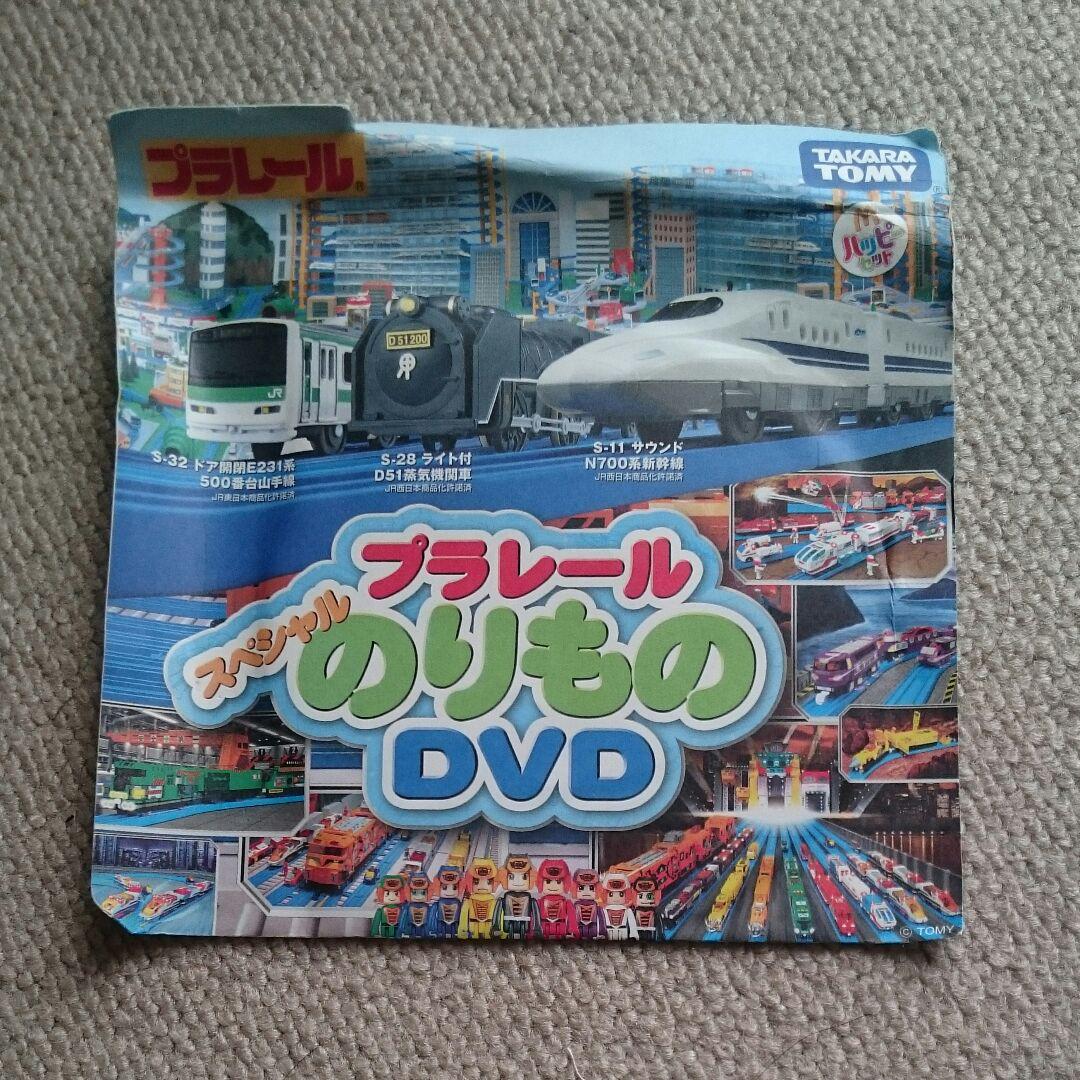 プラレール®
TAKARA
TOMY
®
ハッピー
セット
D51200
JR
S-32 ドア開閉E231系
500番台山手線
JR東日本商品化許諾済
S-28 ライト付
D51蒸気機関車
JR西日本商品化許諾済
S-11 サウンド
N700系新幹線
JR西日本商品化許諾済
プラレール
スペシャル
のりもの
DVD
© TOMY